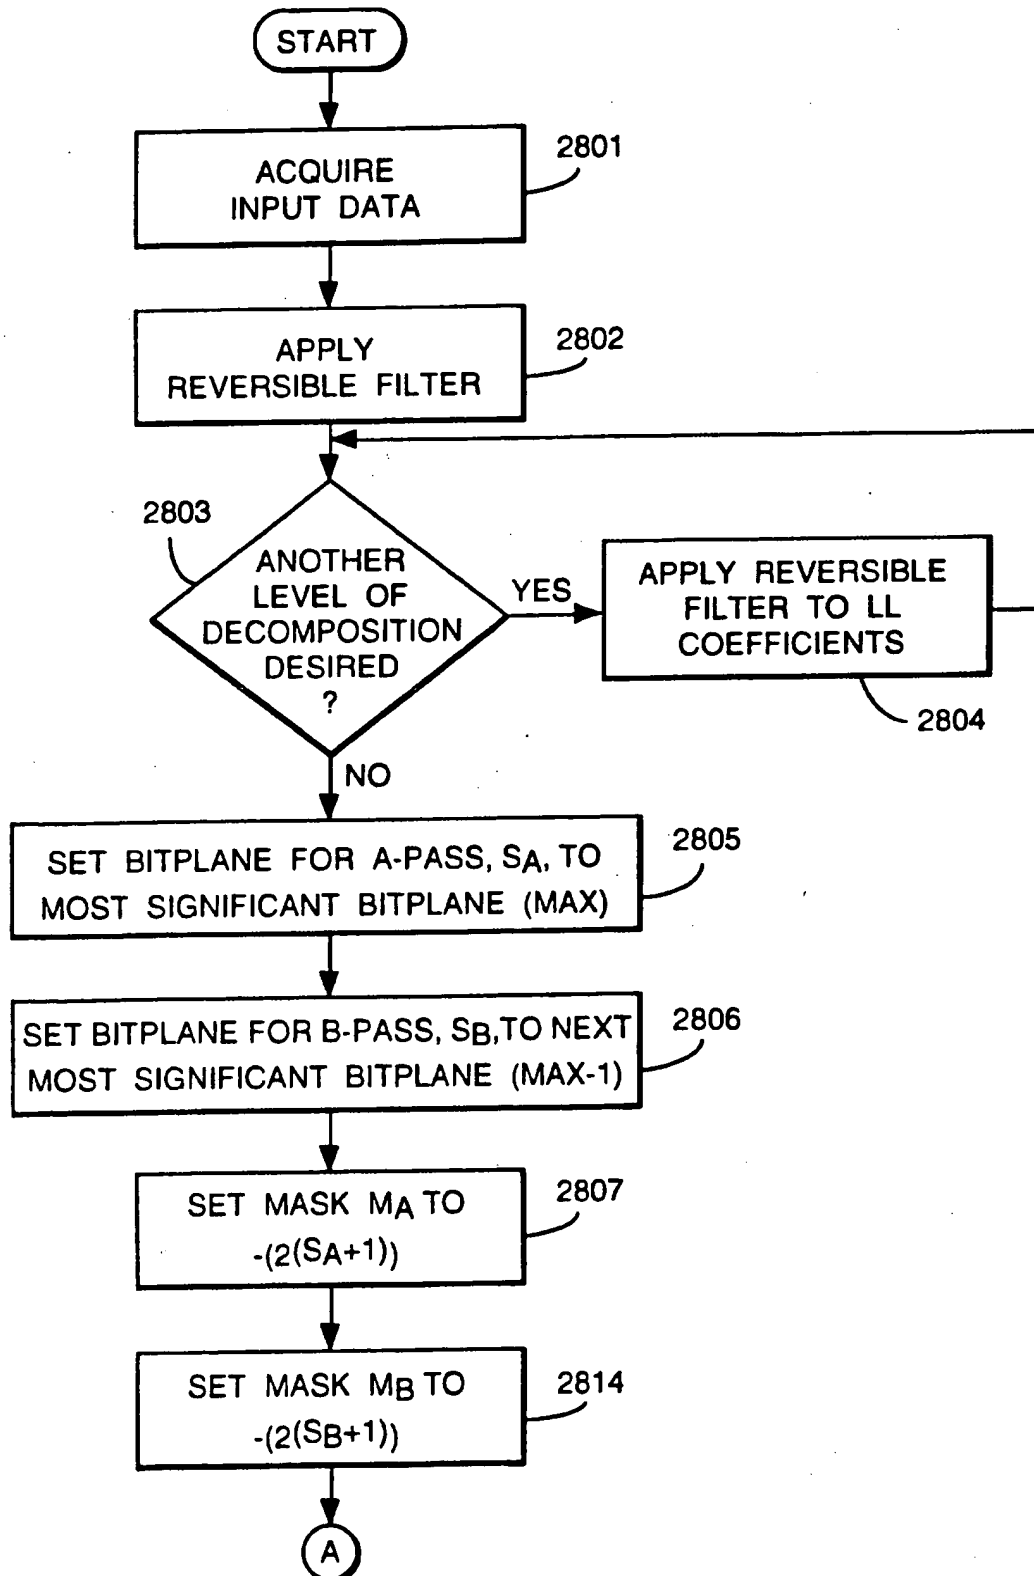 START
ACQUIRE
INPUT DATA
2801
APPLY
REVERSIBLE FILTER
2802
2803
ANOTHER
LEVEL OF
DECOMPOSITION
DESIRED
?
YES
APPLY REVERSIBLE
FILTER TO LL
COEFFICIENTS
2804
NO
SET BITPLANE FOR A-PASS, SA, TO
MOST SIGNIFICANT BITPLANE (MAX)
2805
SET BITPLANE FOR B-PASS, SB, TO NEXT
MOST SIGNIFICANT BITPLANE (MAX-1)
2806
SET MASK MA TO
-(2(SA+1))
2807
SET MASK MB TO
-(2(SB+1))
2814
A